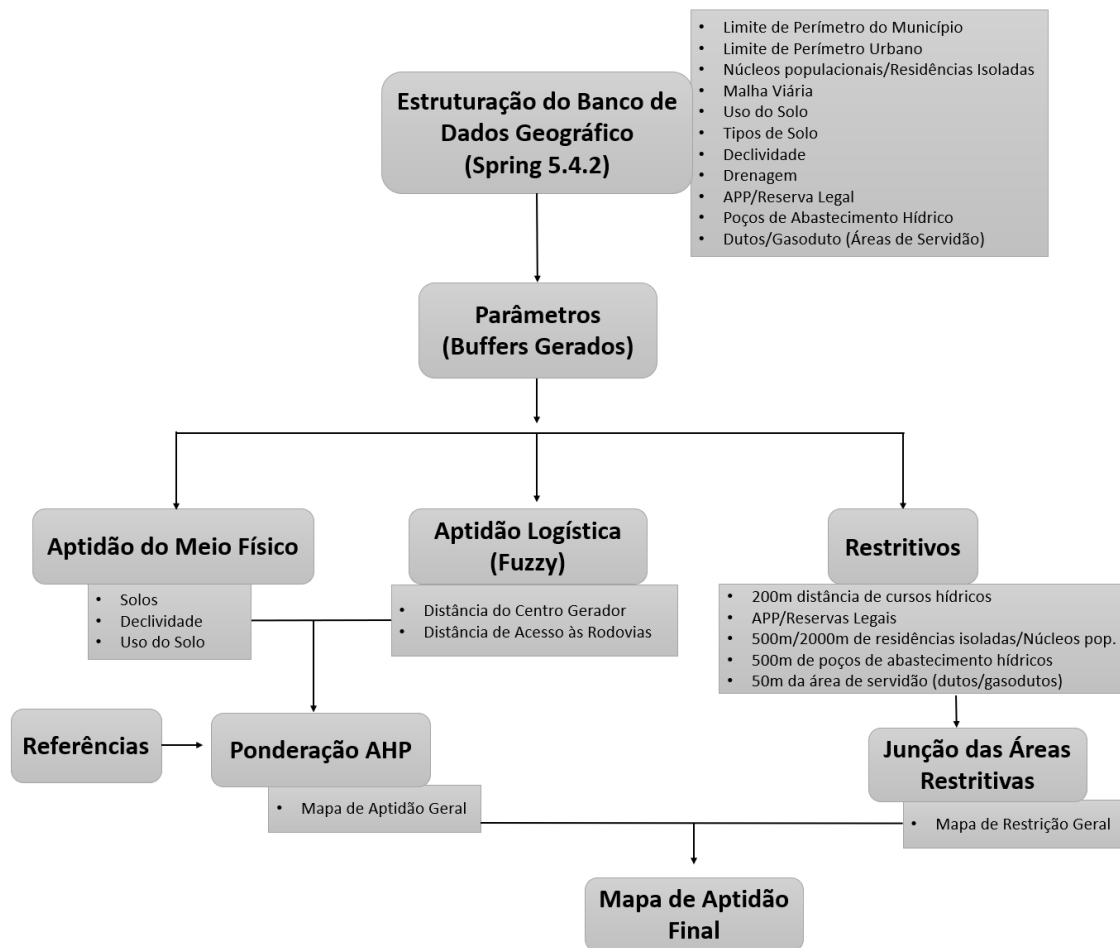 Estruturação do Banco de
Dados Geográfico
(Spring 5.4.2)
• Limite de Perímetro do Município
• Limite de Perímetro Urbano
• Núcleos populacionais/Residências Isoladas
• Malha Viária
• Uso do Solo
• Tipos de Solo
• Declividade
• Drenagem
• APP/Reserva Legal
• Poços de Abastecimento Hídrico
• Dutos/Gasoduto (Áreas de Servidão)
Parâmetros
(Buffers Gerados)
Aptidão do Meio Físico
• Solos
• Declividade
• Uso do Solo
Aptidão Logística
(Fuzzy)
• Distância do Centro Gerador
• Distância de Acesso às Rodovias
Restritivos
• 200m distância de cursos hídricos
• APP/Reservas Legais
• 500m/2000m de residências isoladas/Núcleos pop.
• 500m de poços de abastecimento hídricos
• 50m da área de servidão (dutos/gasodutos)
Referências
Ponderação AHP
• Mapa de Aptidão Geral
Junção das Áreas
Restritivas
• Mapa de Restrição Geral
Mapa de Aptidão
Final